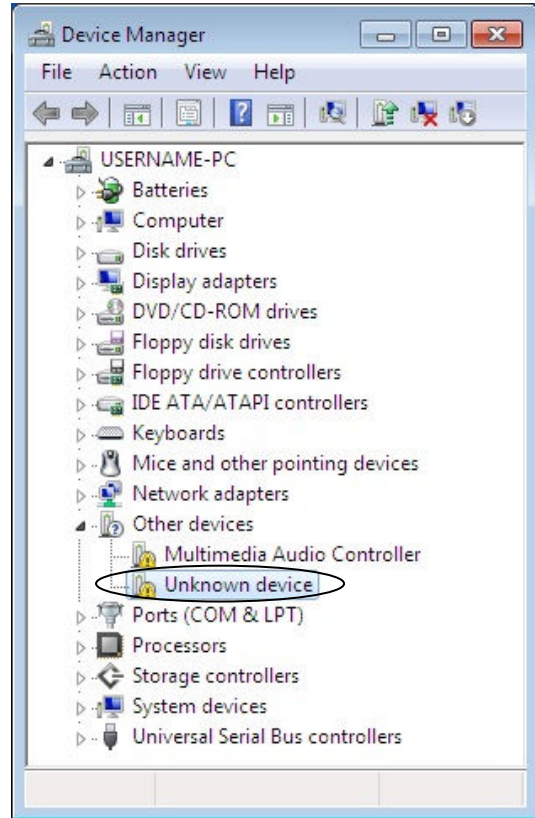 Device Manager
File Action View Help
USERNAME-PC
Batteries
Computer
Disk drives
Display adapters
DVD/CD-ROM drives
Floppy disk drives
Floppy drive controllers
IDE ATA/ATAPI controllers
Keyboards
Mice and other pointing devices
Network adapters
Other devices
Multimedia Audio Controller
Unknown device
Ports (COM & LPT)
Processors
Storage controllers
System devices
Universal Serial Bus controllers